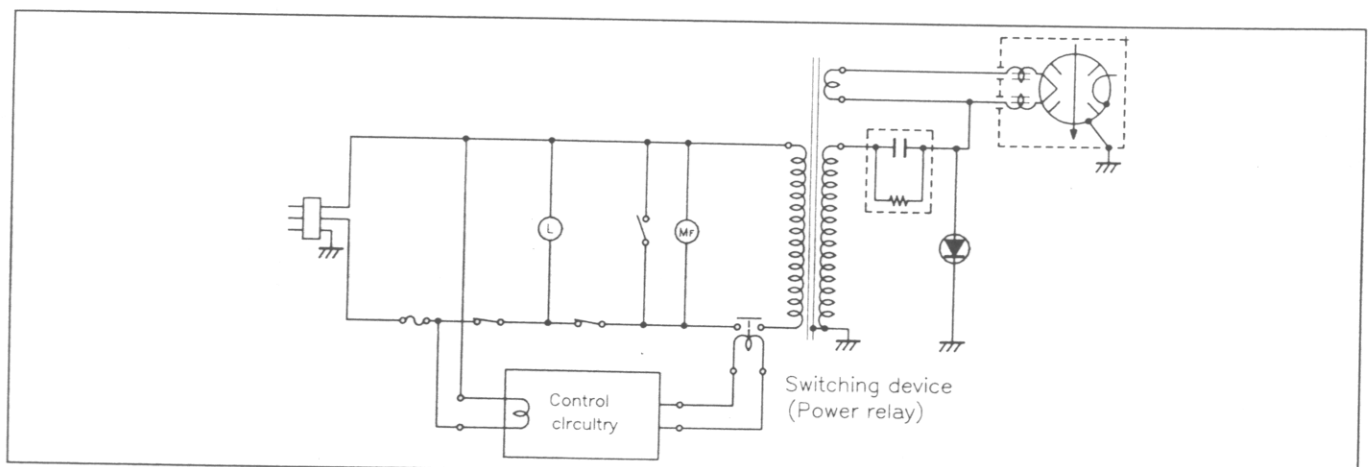 L
MF
Control
circuitry
Switching device
(Power relay)